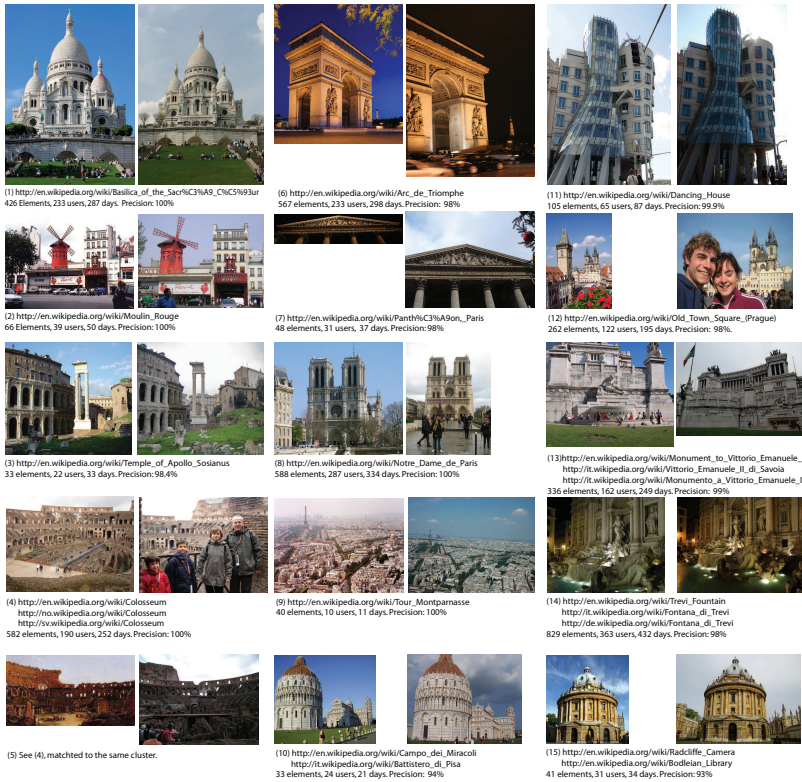 (1) http://en.wikipedia.org/wiki/Basilica_of_the_Sacr%C3%A9_C%C5%93ur
426 Elements, 233 users, 287 days. Precision: 100%
(2) http://en.wikipedia.org/wiki/Moulin_Rouge
66 Elements, 39 users, 50 days. Precision: 100%
(3) http://en.wikipedia.org/wiki/Temple_of_Apollo_Sosianus
33 elements, 22 users, 33 days. Precision: 98.4%
(4) http://en.wikipedia.org/wiki/Colosseum
http://no.wikipedia.org/wiki/Colosseum
http://sv.wikipedia.org/wiki/Colosseum
582 elements, 190 users, 252 days. Precision: 100%
(5) See (4), matchted to the same cluster.
(6) http://en.wikipedia.org/wiki/Arc_de_Triomphe
567 elements, 233 users, 298 days. Precision: 98%
(7) http://en.wikipedia.org/wiki/Panth%C3%A9on,_Paris
48 elements, 31 users, 37 days. Precision: 98%
(8) http://en.wikipedia.org/wiki/Notre_Dame_de_Paris
588 elements, 287 users, 334 days. Precision: 100%
(9) http://en.wikipedia.org/wiki/Tour_Montparnasse
40 elements, 10 users, 11 days. Precision: 100%
(10) http://en.wikipedia.org/wiki/Campo_dei_Miracoli
http://it.wikipedia.org/wiki/Battistero_di_Pisa
33 elements, 24 users, 21 days. Precision: 94%
(11) http://en.wikipedia.org/wiki/Dancing_House
105 elements, 65 users, 87 days. Precision: 99.9%
(12) http://en.wikipedia.org/wiki/Old_Town_Square_(Prague)
262 elements, 122 users, 195 days. Precision: 98%.
(13)http://en.wikipedia.org/wiki/Monument_to_Vittorio_Emanuele_
http://it.wikipedia.org/wiki/Vittorio_Emanuele_II_di_Savoia
http://it.wikipedia.org/wiki/Monumento_a_Vittorio_Emanuele_I
336 elements, 162 users, 249 days. Precision: 99%
(14) http://en.wikipedia.org/wiki/Trevi_Fountain
http://it.wikipedia.org/wiki/Fontana_di_Trevi
http://de.wikipedia.org/wiki/Fontana_di_Trevi
829 elements, 363 users, 432 days. Precision: 98%
(15) http://en.wikipedia.org/wiki/Radcliffe_Camera
http://en.wikipedia.org/wiki/Bodleian_Library
41 elements, 31 users, 34 days. Precision: 93%